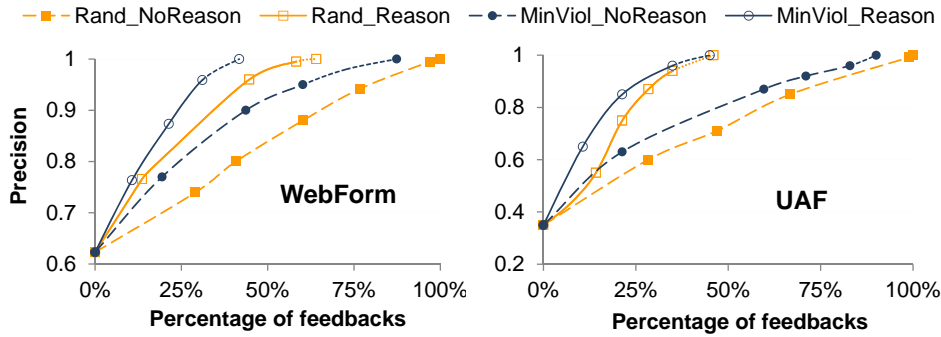 Rand_NoReason Rand_Reason MinViol_NoReason MinViol_Reason
Precision
1
0.9
0.8
0.7
0.6
WebForm
0% 25% 50% 75% 100%
Percentage of feedbacks
1
0.8
0.6
0.4
0.2
UAF
0% 25% 50% 75% 100%
Percentage of feedbacks